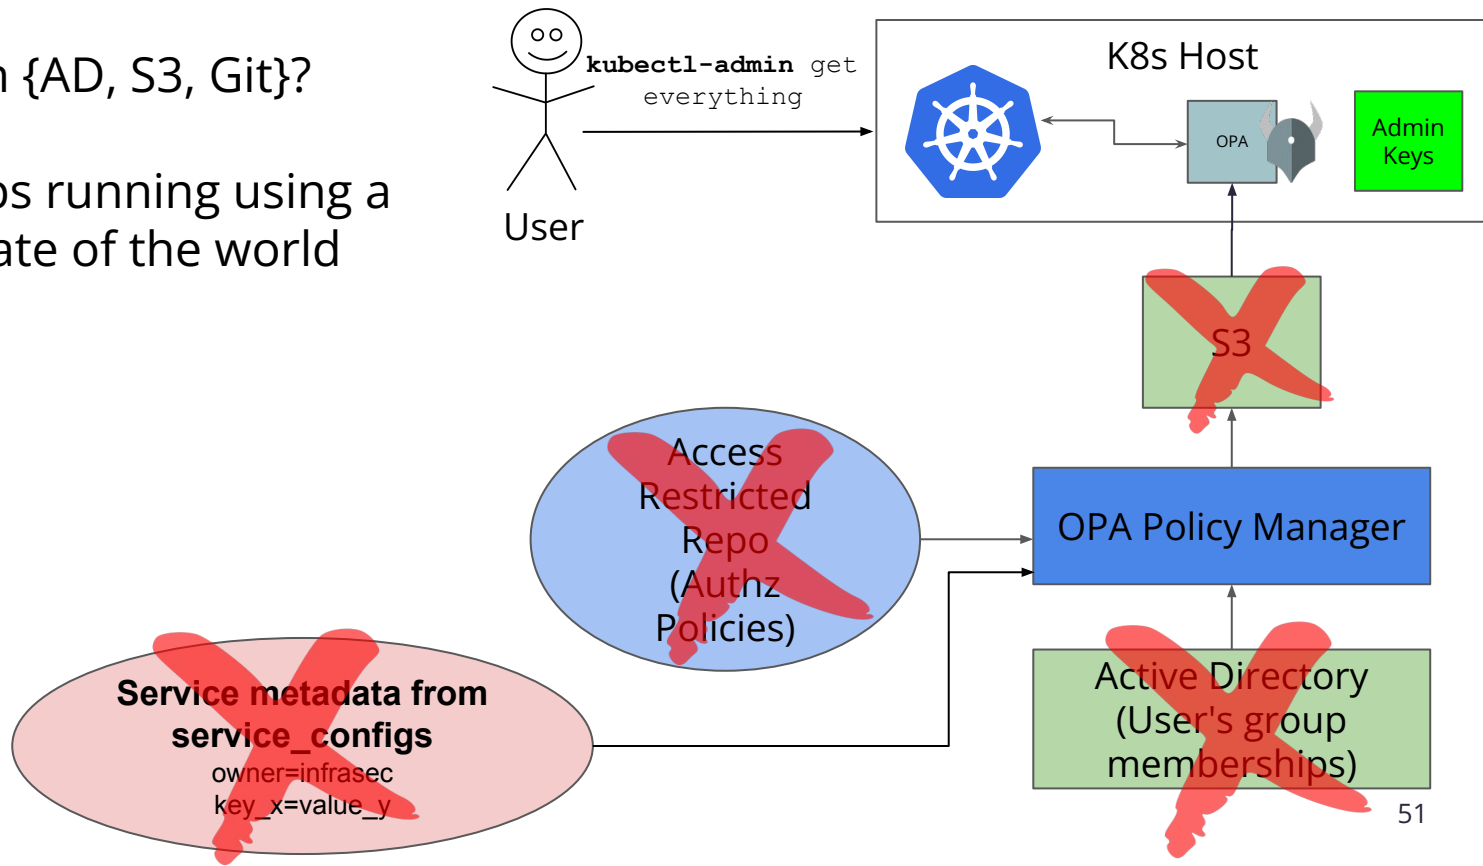 {AD, S3, Git}?
running using a
of the world
kubectl-admin get
everything
User
K8s Host
OPA
Admin
Keys
S3
Access
Restricted
Repo
(Authz
Policies)
OPA Policy Manager
Service metadata from
service_configs
owner=infrasec
key_x=value_y
Active Directory
(User's group
memberships)
51